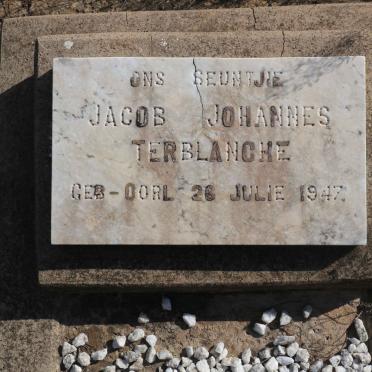 ONS SEUNTJIE
JACOB JOHANNES
TERBLANCHE
GEB-OORL 26 JULIE 1947.